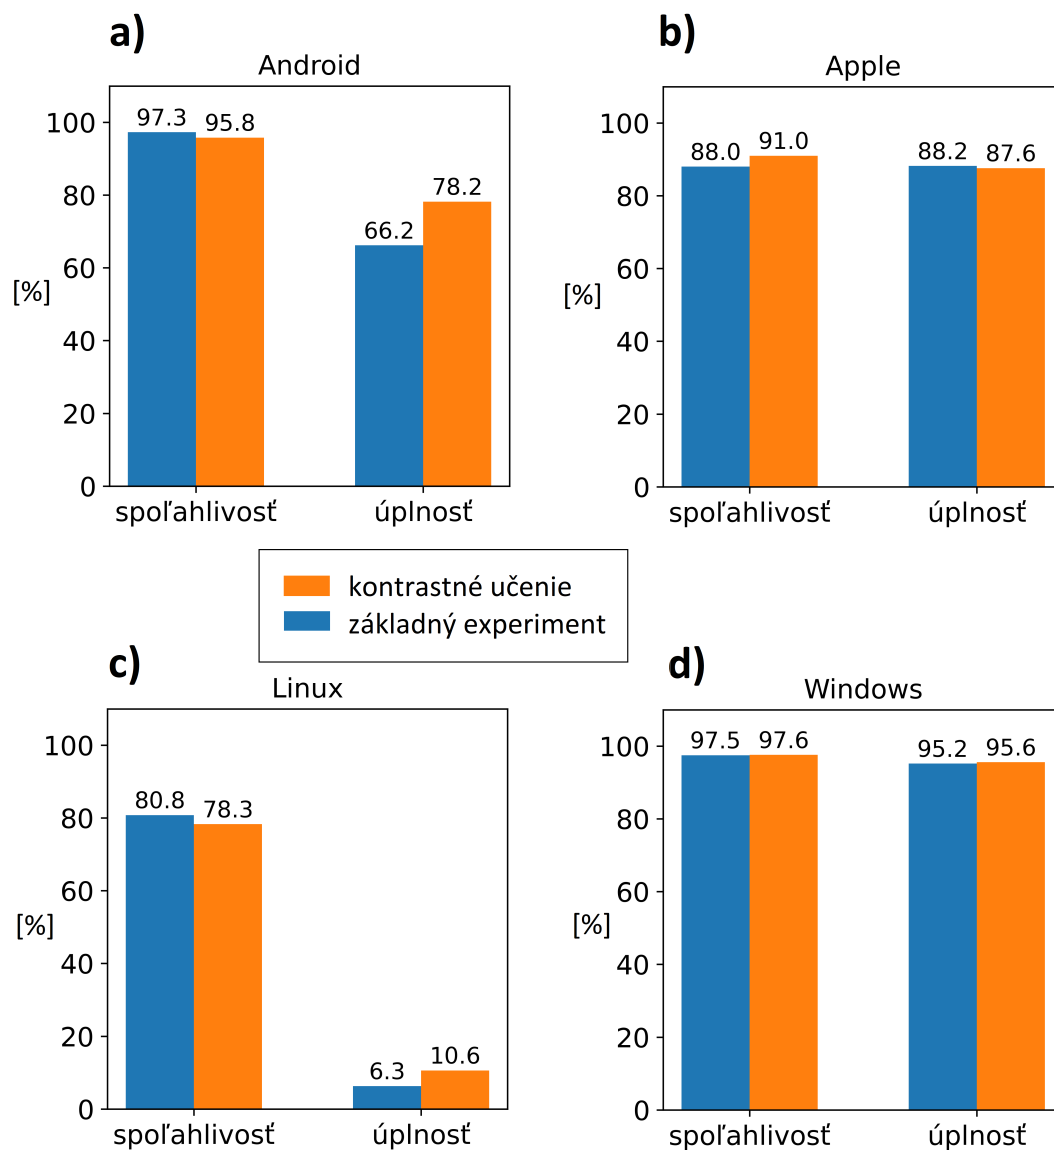 a)
Android
97.3 95.8
66.2 78.2
100
80
60
40
20
0
[%]
spoľahlivosť úplnosť
b)
Apple
88.0 91.0
88.2 87.6
100
80
60
40
20
0
[%]
spoľahlivosť úplnosť
kontrastné učenie
základný experiment
c)
Linux
80.8 78.3
6.3 10.6
100
80
60
40
20
0
[%]
spoľahlivosť úplnosť
d)
Windows
97.5 97.6
95.2 95.6
100
80
60
40
20
0
[%]
spoľahlivosť úplnosť